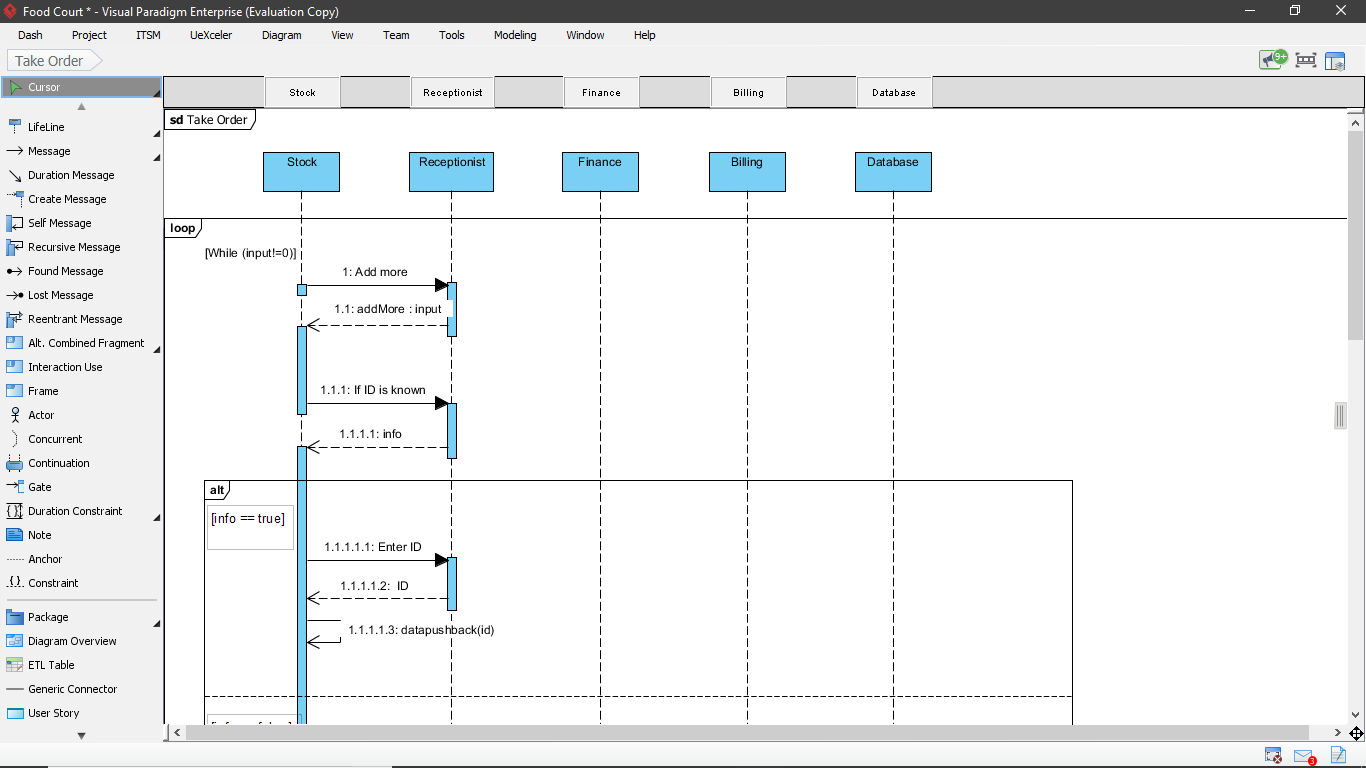 Food Court * - Visual Paradigm Enterprise (Evaluation Copy)
Dash Project ITSM UeXceler Diagram View Team Tools Modeling Window Help
Take Order
9+
Cursor
LifeLine
Message
Duration Message
Create Message
Self Message
Recursive Message
Found Message
Lost Message
Reentrant Message
Alt. Combined Fragment
Interaction Use
Frame
Actor
Concurrent
Continuation
Gate
Duration Constraint
Note
Anchor
Constraint
Package
Diagram Overview
ETL Table
Generic Connector
User Story
Stock Receptionist Finance Billing Database
sd Take Order
Stock Receptionist Finance Billing Database
loop
[While (input!=0)]
1: Add more
1.1: addMore : input
1.1.1: If ID is known
1.1.1.1: info
alt
[info == true]
1.1.1.1.1: Enter ID
1.1.1.1.2: ID
1.1.1.1.3: datapushback(id)
3